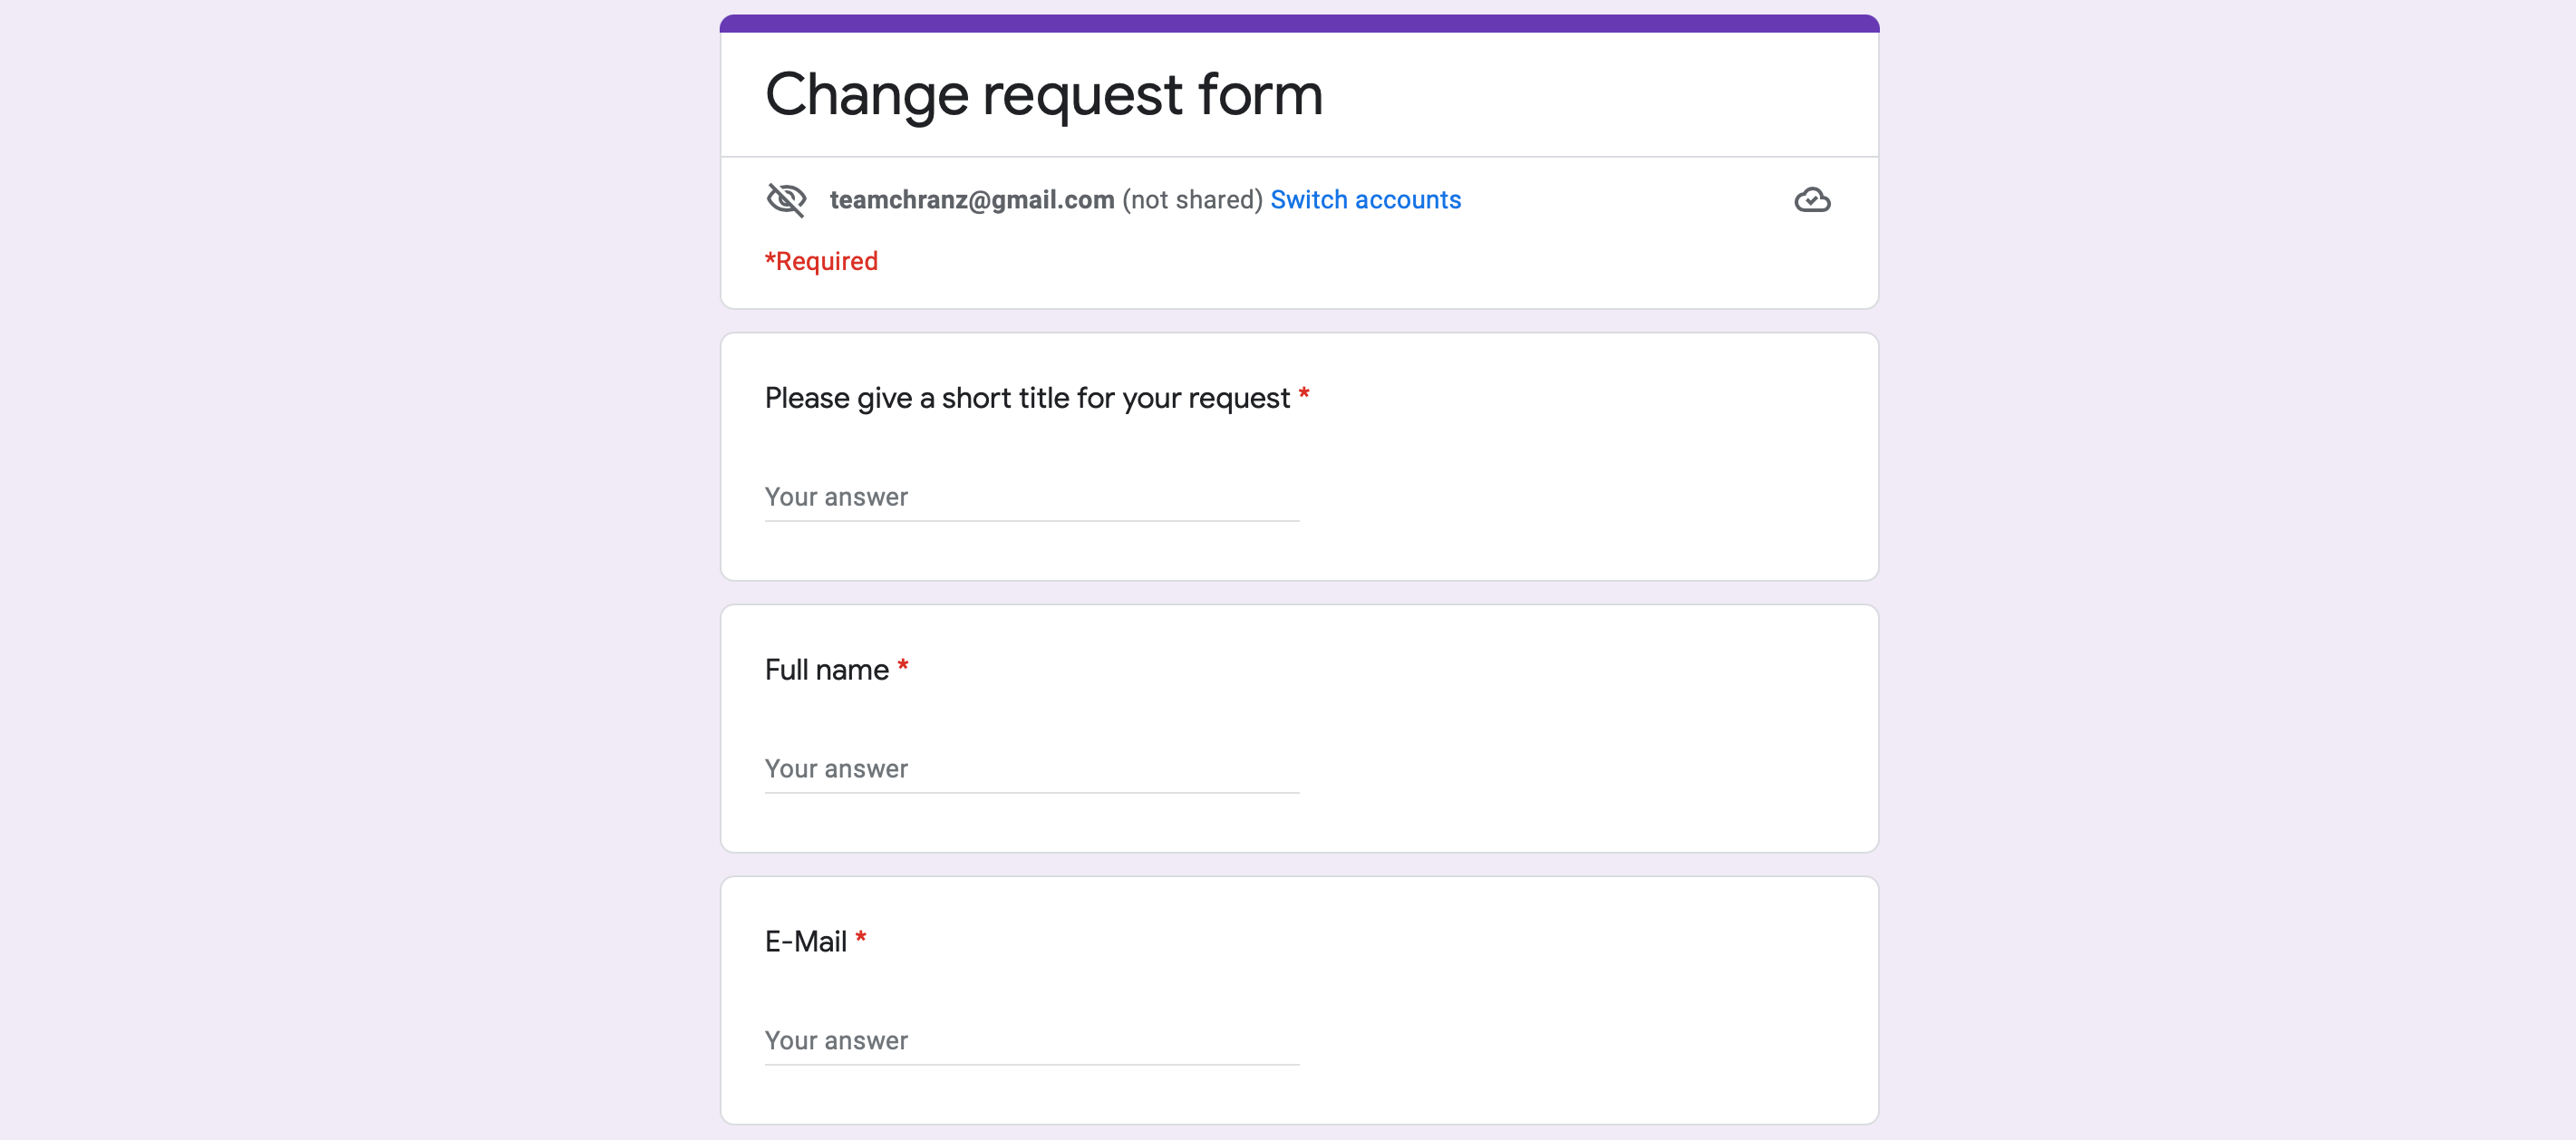 Change request form
teamchranz@gmail.com (not shared) Switch accounts
*Required
Please give a short title for your request *
Your answer
Full name *
Your answer
E-Mail *
Your answer